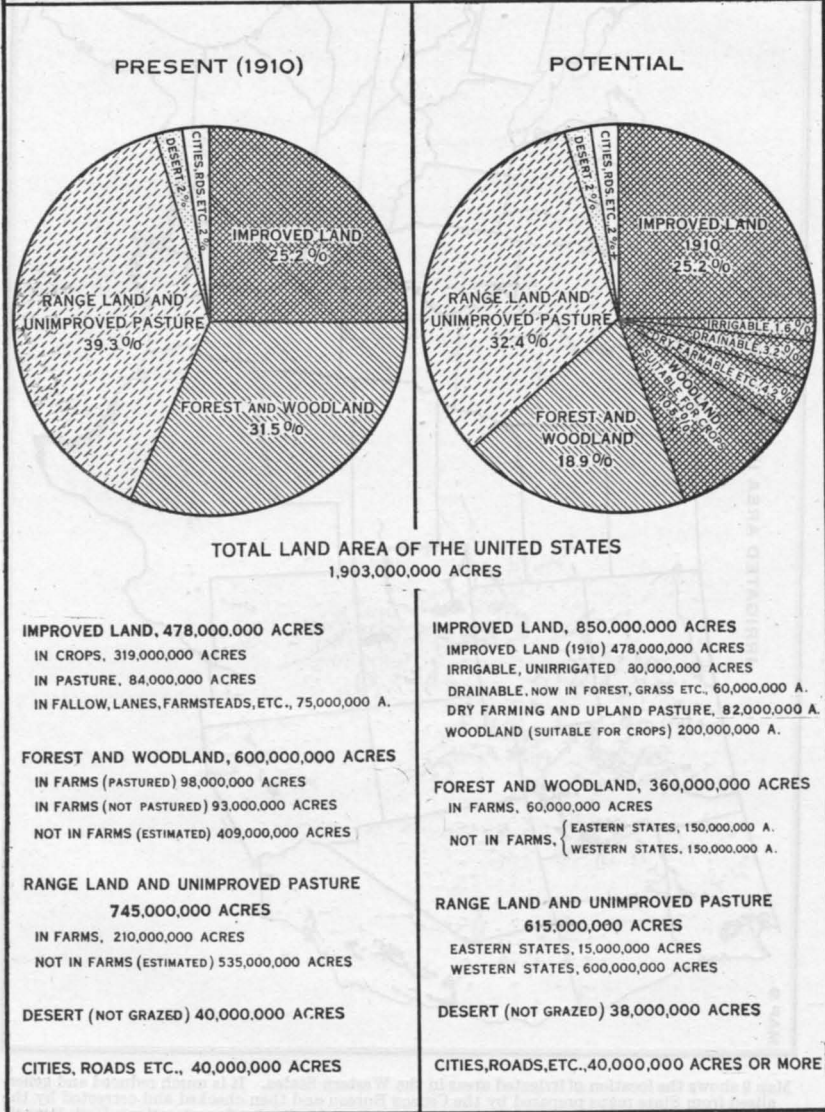 PRESENT (1910)
CITIES, RDS. ETC. 2 %
DESERT, 2 %
IMPROVED LAND
25.2 %
RANGE LAND AND
UNIMPROVED PASTURE
39.3 %
FOREST AND WOODLAND
31.5 %
POTENTIAL
CITIES, RDS. ETC. 2 % +
DESERT, 2 %
IMPROVED LAND
1910
25.2 %
IRRIGABLE, 1.6 %
DRAINABLE, 3.2 %
DRY FARMABLE ETC. 4.3 %
WOODLAND
SUITABLE FOR CROPS
10.5 %
RANGE LAND AND
UNIMPROVED PASTURE
32.4 %
FOREST AND
WOODLAND
18.9 %
TOTAL LAND AREA OF THE UNITED STATES
1,903,000,000 ACRES
IMPROVED LAND, 478,000,000 ACRES
IN CROPS, 319,000,000 ACRES
IN PASTURE, 84,000,000 ACRES
IN FALLOW, LANES, FARMSTEADS, ETC., 75,000,000 A.
FOREST AND WOODLAND, 600,000,000 ACRES
IN FARMS (PASTURED) 98,000,000 ACRES
IN FARMS (NOT PASTURED) 93,000,000 ACRES
NOT IN FARMS (ESTIMATED) 409,000,000 ACRES
RANGE LAND AND UNIMPROVED PASTURE
745,000,000 ACRES
IN FARMS, 210,000,000 ACRES
NOT IN FARMS (ESTIMATED) 535,000,000 ACRES
DESERT (NOT GRAZED) 40,000,000 ACRES
CITIES, ROADS ETC., 40,000,000 ACRES
IMPROVED LAND, 850,000,000 ACRES
IMPROVED LAND (1910) 478,000,000 ACRES
IRRIGABLE, UNIRRIGATED 30,000,000 ACRES
DRAINABLE, NOW IN FOREST, GRASS ETC., 60,000,000 A.
DRY FARMING AND UPLAND PASTURE, 82,000,000 A.
WOODLAND (SUITABLE FOR CROPS) 200,000,000 A.
FOREST AND WOODLAND, 360,000,000 ACRES
IN FARMS, 60,000,000 ACRES
NOT IN FARMS, { EASTERN STATES, 150,000,000 A.
WESTERN STATES, 150,000,000 A.
RANGE LAND AND UNIMPROVED PASTURE
615,000,000 ACRES
EASTERN STATES, 15,000,000 ACRES
WESTERN STATES, 600,000,000 ACRES
DESERT (NOT GRAZED) 38,000,000 ACRES
CITIES, ROADS, ETC., 40,000,000 ACRES OR MORE